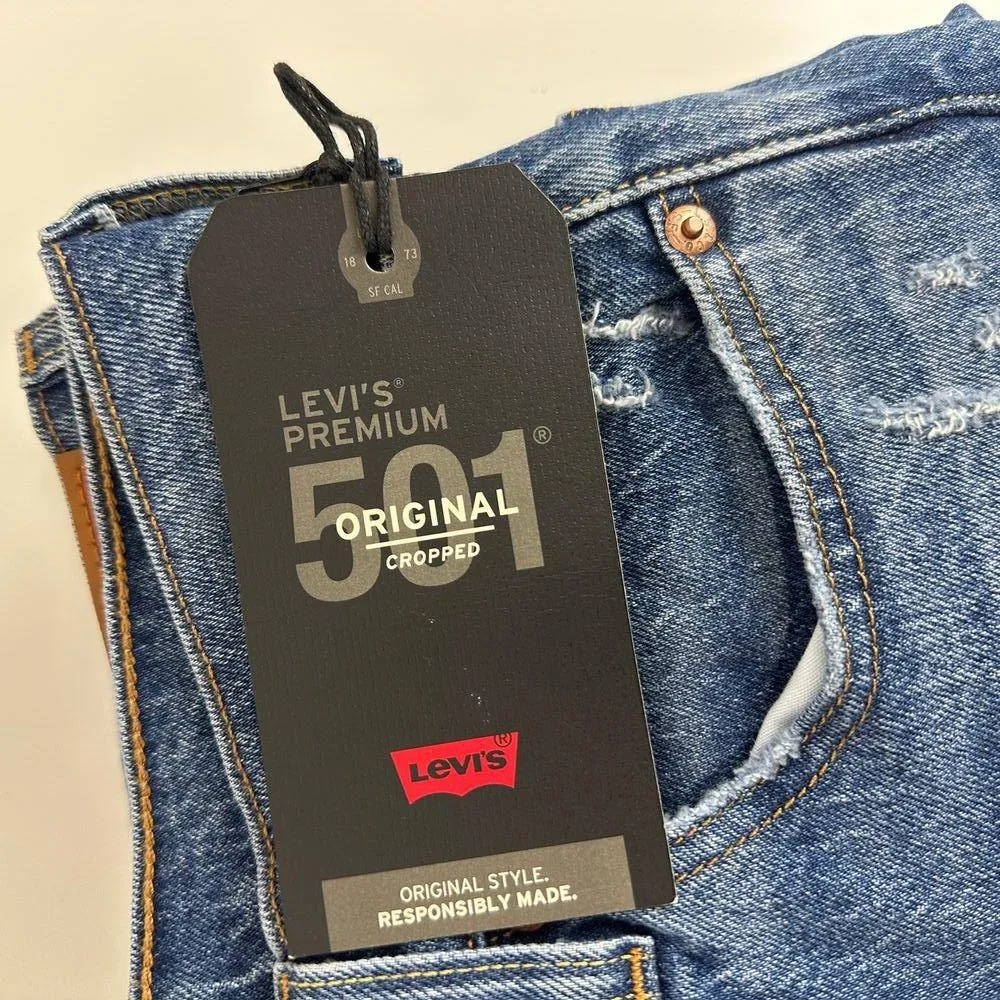 18 73
SF CAL
LEVI'S®
PREMIUM
501®
ORIGINAL
CROPPED
Levi's®
ORIGINAL STYLE.
RESPONSIBLY MADE.